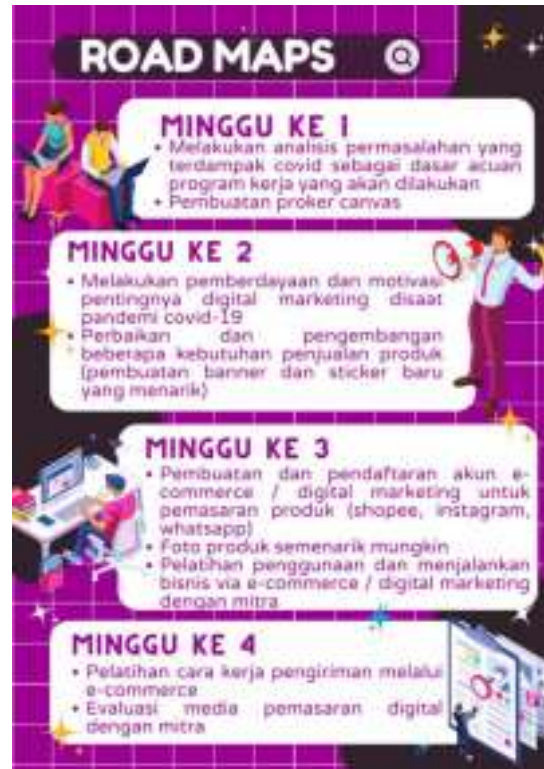 ROAD MAPS
MINGGU KE 1
• Melakukan analisis permasalahan yang
terdampak covid sebagai dasar acuan
program kerja yang akan dilakukan
• Pembuatan proker canvas
MINGGU KE 2
• Melakukan pemberdayaan dan motivasi
pentingnya digital marketing disaat
pandemi covid-19
• Perbaikan dan pengembangan
beberapa kebutuhan penjualan produk
(pembuatan banner dan sticker baru
yang menarik)
MINGGU KE 3
• Pembuatan dan pendaftaran akun e-
commerce / digital marketing untuk
pemasaran produk (shopee, instagram,
whatsapp)
• Foto produk semenarik mungkin
• Pelatihan penggunaan dan menjalankan
bisnis via e-commerce / digital marketing
dengan mitra
MINGGU KE 4
• Pelatihan cara kerja pengiriman melalui
e-commerce
• Evaluasi media pemasaran digital
dengan mitra